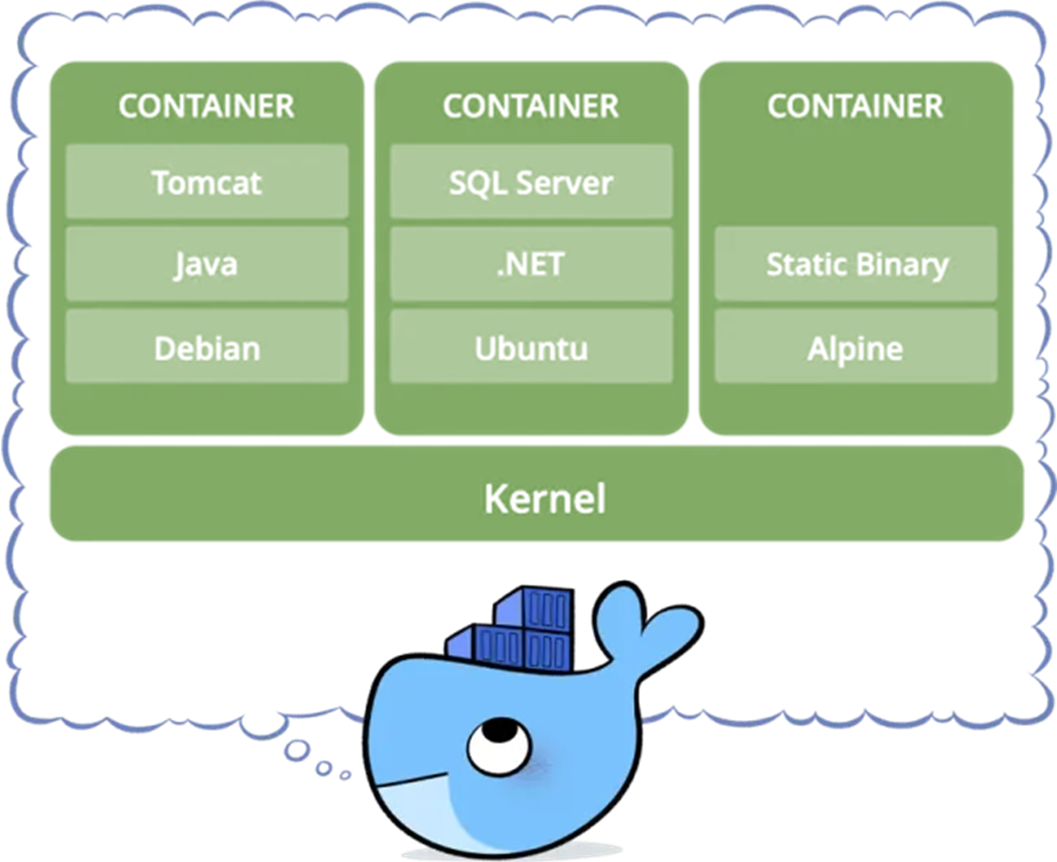 CONTAINER
Tomcat
Java
Debian
CONTAINER
SQL Server
.NET
Ubuntu
CONTAINER
Static Binary
Alpine
Kernel